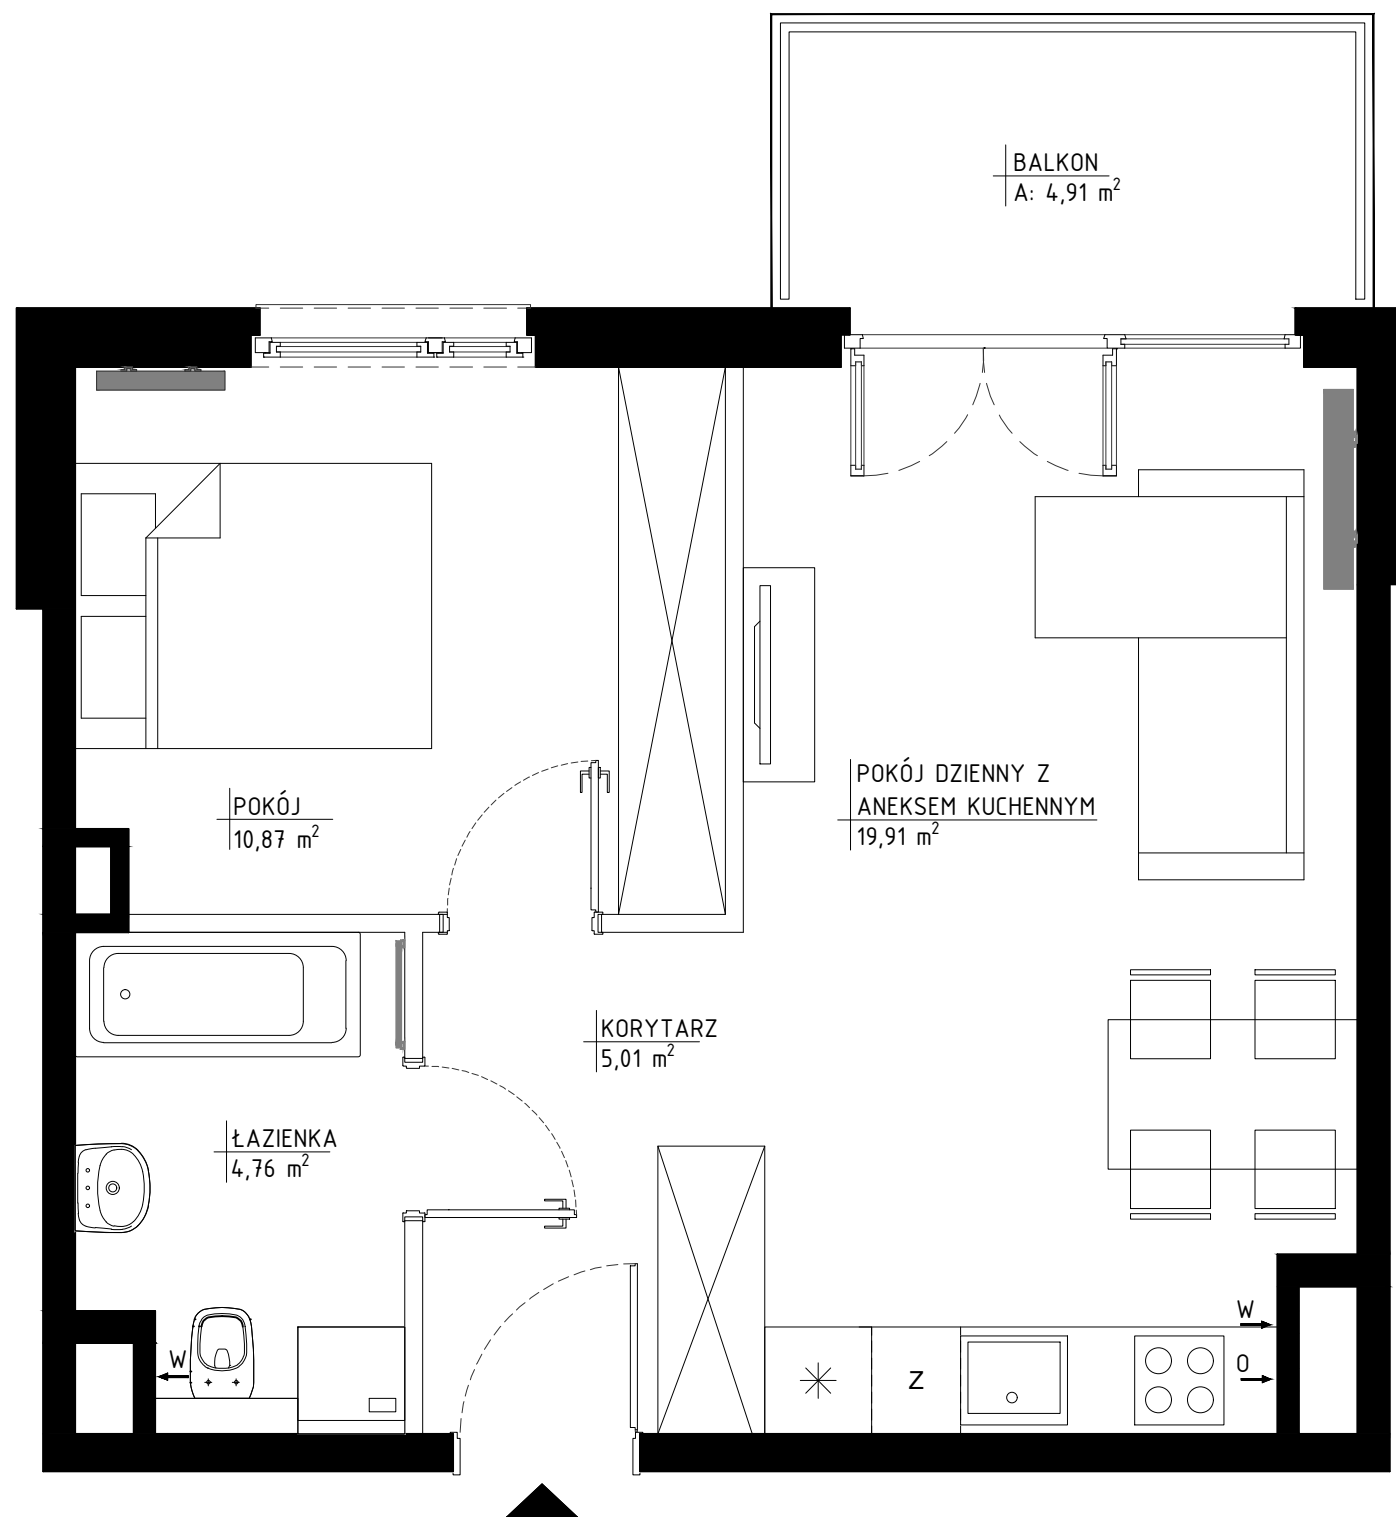 BALKON
A: 4,91 m²
POKÓJ DZIENNY Z
ANEKSEM KUCHENNYM
19,91 m²
POKÓJ
10,87 m²
KORYTARZ
5,01 m²
ŁAZIENKA
4,76 m²
W
W
O
Z